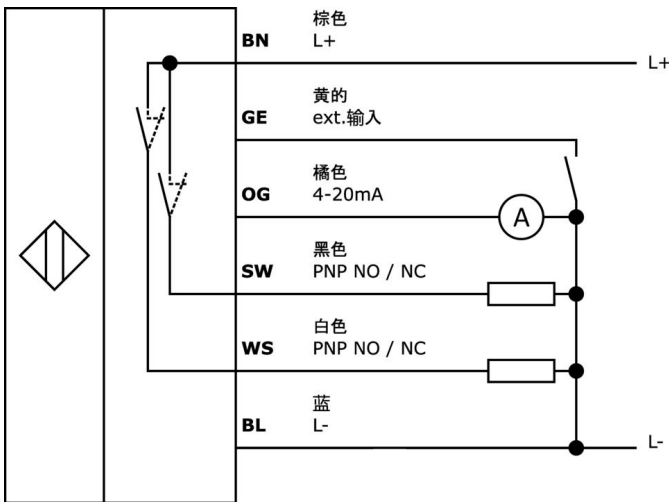 棕色
BN L+
L+
黄的
GE ext.输入
橘色
OG 4-20mA
A
黑色
SW PNP NO / NC
白色
WS PNP NO / NC
蓝
BL L-
L-